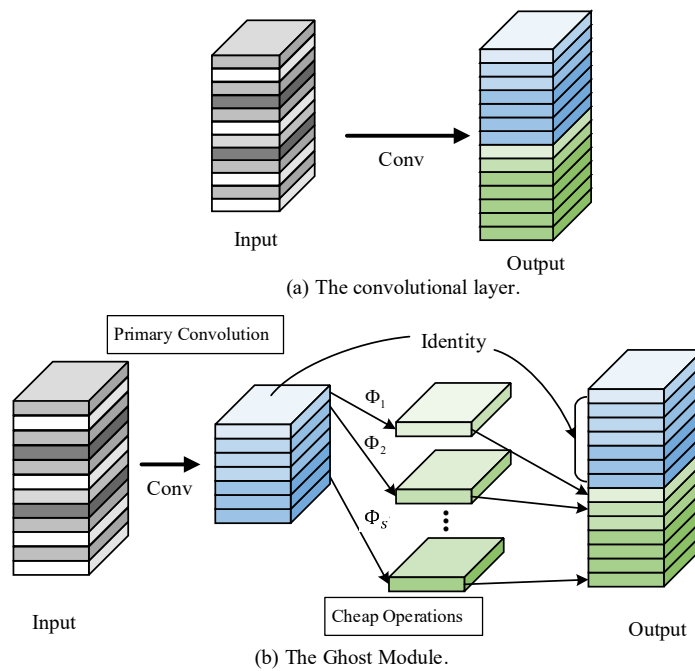 Conv
Input
Output
(a) The convolutional layer.
Primary Convolution
Identity
Φ1
Φ2
Conv
Φs
Input
Cheap Operations
Output
(b) The Ghost Module.